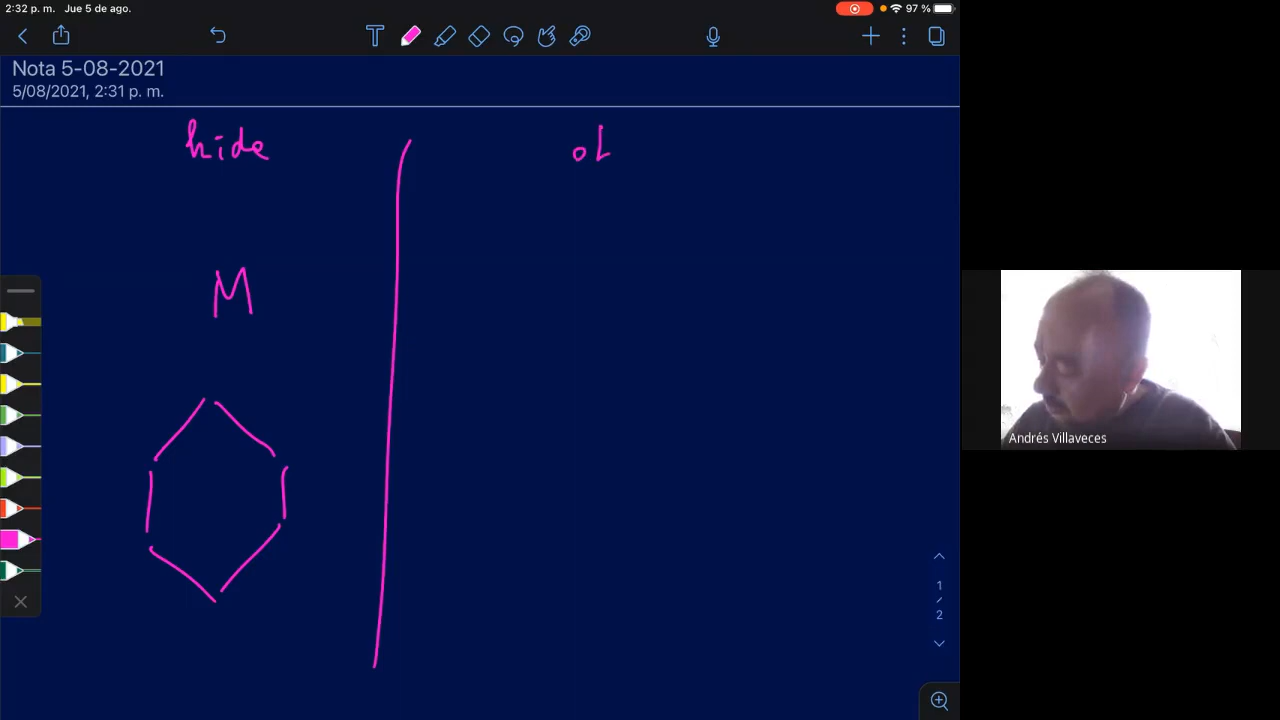 2:32 p. m. Jue 5 de ago.
97 %
Nota 5-08-2021
5/08/2021, 2:31 p. m.
hide
M
1
/
2
Andrés Villaveces